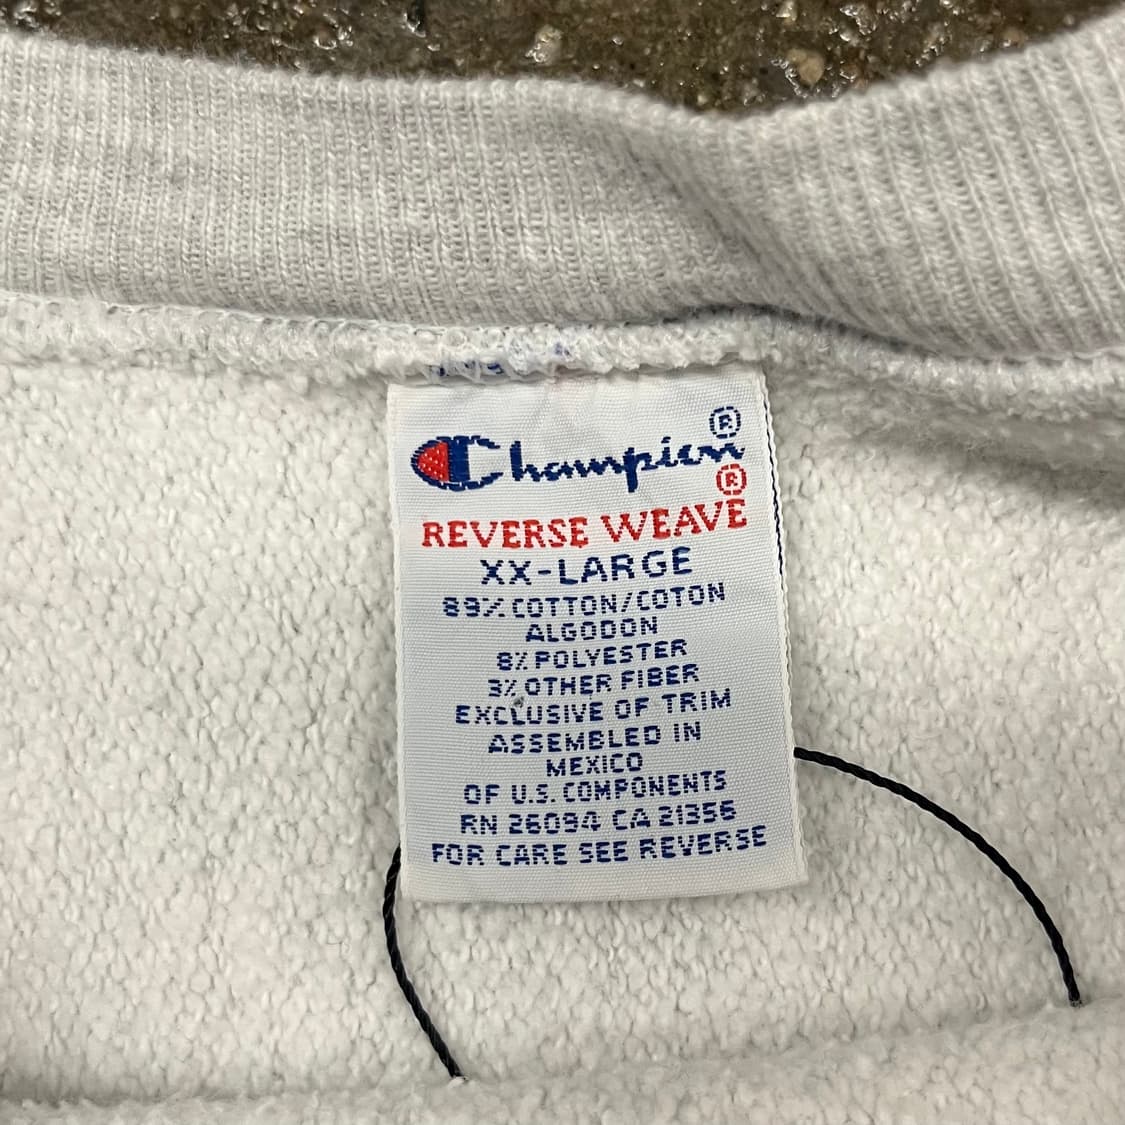 Champion®
REVERSE WEAVE®
XX-LARGE
89% COTTON/COTON
ALGODON
8% POLYESTER
3% OTHER FIBER
EXCLUSIVE OF TRIM
ASSEMBLED IN
MEXICO
OF U.S. COMPONENTS
RN 26094 CA 21356
FOR CARE SEE REVERSE